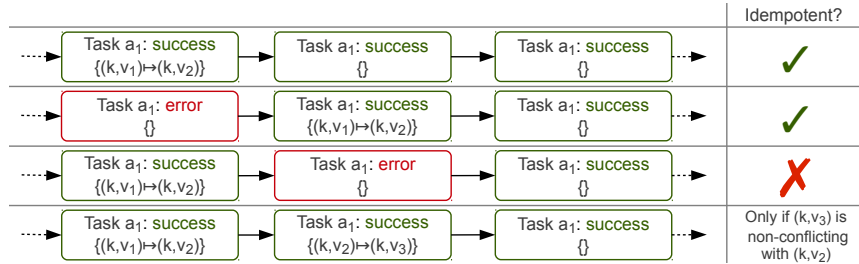 Idempotent?
Task a₁: success
{(k,v₁)↦(k,v₂)}
Task a₁: success
{}
Task a₁: success
{}
✓
Task a₁: error
{}
Task a₁: success
{(k,v₁)↦(k,v₂)}
Task a₁: success
{}
✓
Task a₁: success
{(k,v₁)↦(k,v₂)}
Task a₁: error
{}
Task a₁: success
{}
✗
Task a₁: success
{(k,v₁)↦(k,v₂)}
Task a₁: success
{(k,v₂)↦(k,v₃)}
Task a₁: success
{}
Only if (k,v₃) is
non-conflicting
with (k,v₂)